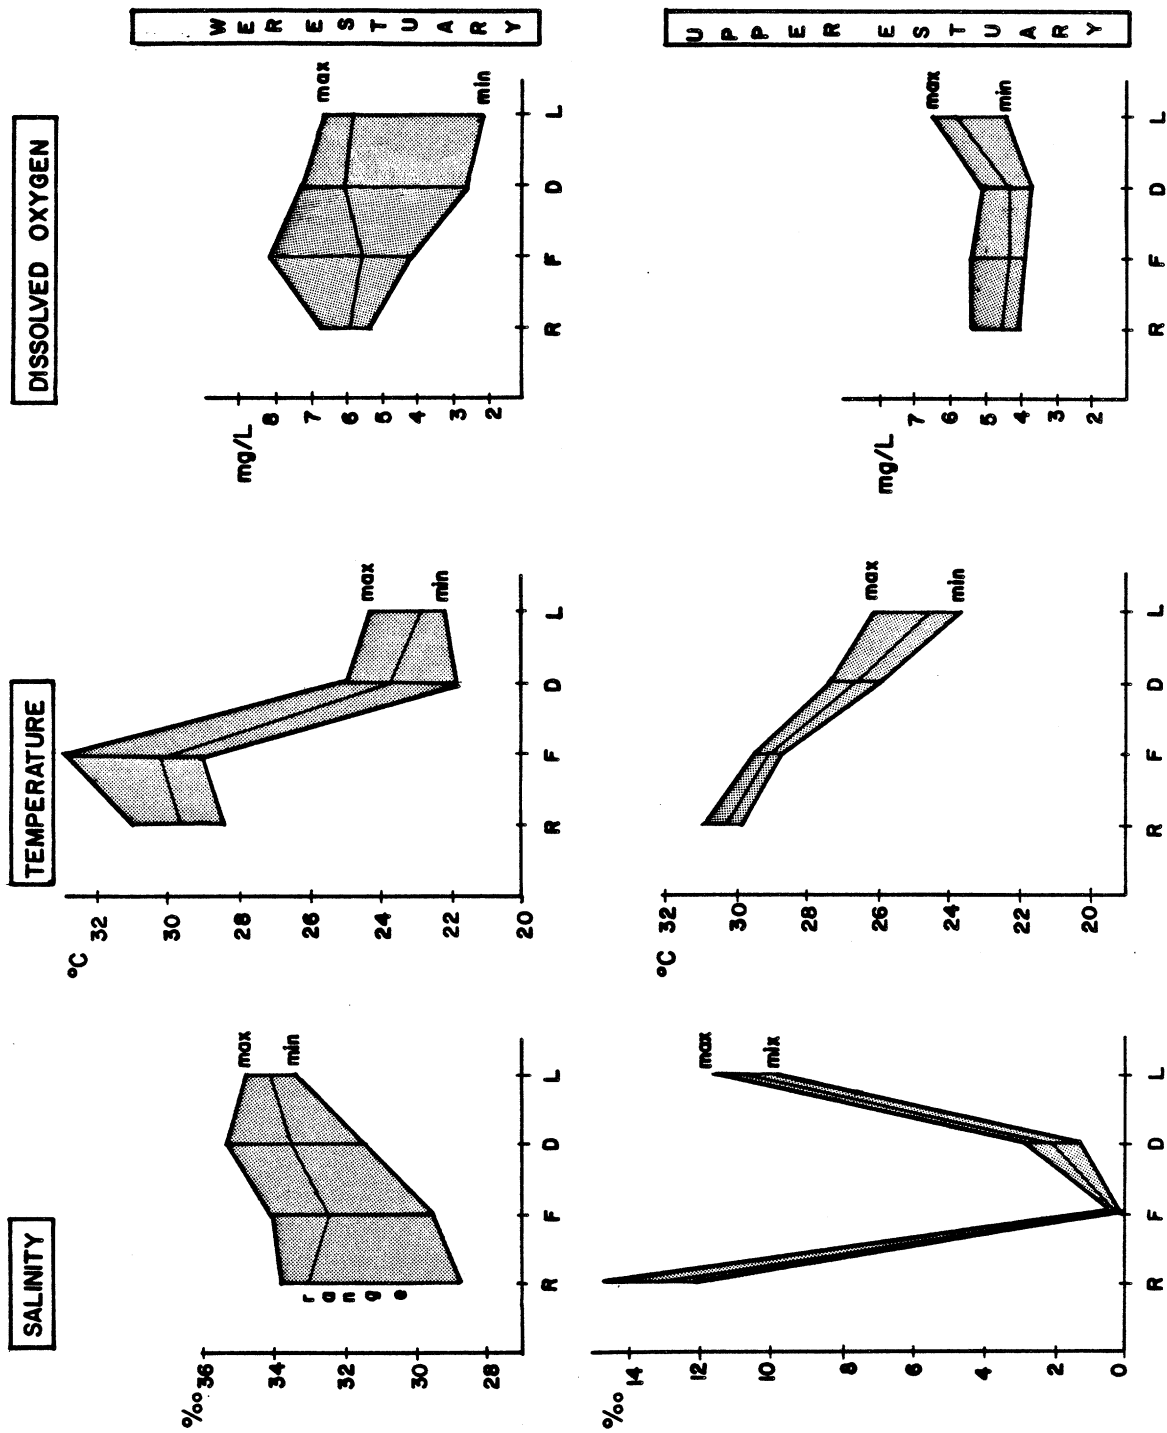 SALINITY
TEMPERATURE
DISSOLVED OXYGEN
WER ESTUARY
‰
36
34
32
30
28
range
max
min
R F D L
°C
32
30
28
26
24
22
20
max
min
R F D L
mg/L
8
7
6
5
4
3
2
max
min
R F D L
UPPER ESTUARY
‰
14
12
10
8
6
4
2
0
max
mix
R F D L
°C
32
30
28
26
24
22
20
max
min
R F D L
mg/L
7
6
5
4
3
2
max
min
R F D L